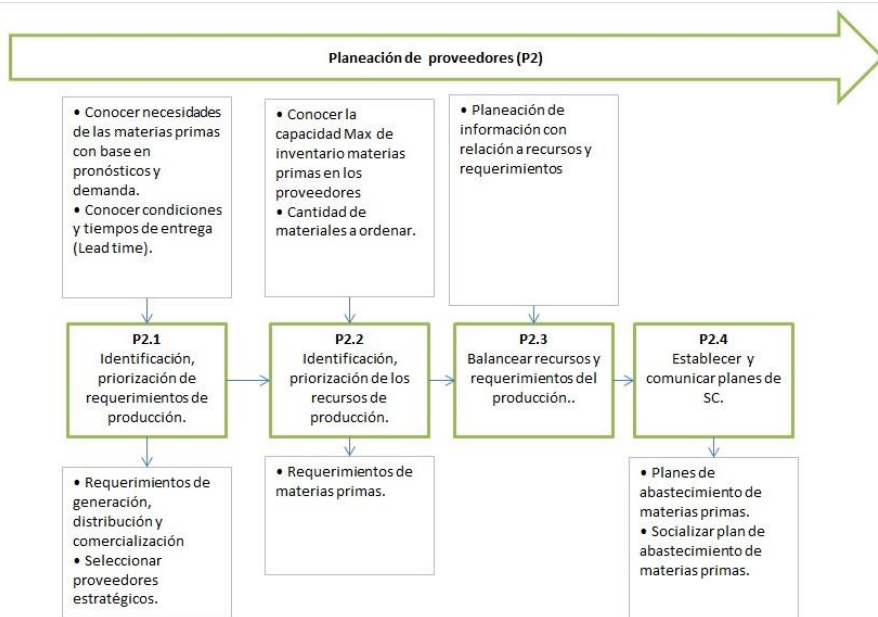 Planeación de proveedores (P2)
• Conocer necesidades
de las materias primas
con base en
pronósticos y
demanda.
• Conocer condiciones
y tiempos de entrega
(Lead time).
• Conocer la
capacidad Max de
inventario materias
primas en los
proveedores
• Cantidad de
materiales a ordenar.
• Planeación de
información con
relación a recursos y
requerimientos
P2.1
Identificación,
priorización de
requerimientos de
producción.
P2.2
Identificación,
priorización de los
recursos de
producción.
P2.3
Balancear recursos y
requerimientos del
producción..
P2.4
Establecer y
comunicar planes de
SC.
• Requerimientos de
generación,
distribución y
comercialización
• Seleccionar
proveedores
estratégicos.
• Requerimientos de
materias primas.
• Planes de
abastecimiento de
materias primas.
• Socializar plan de
abastecimiento de
materias primas.